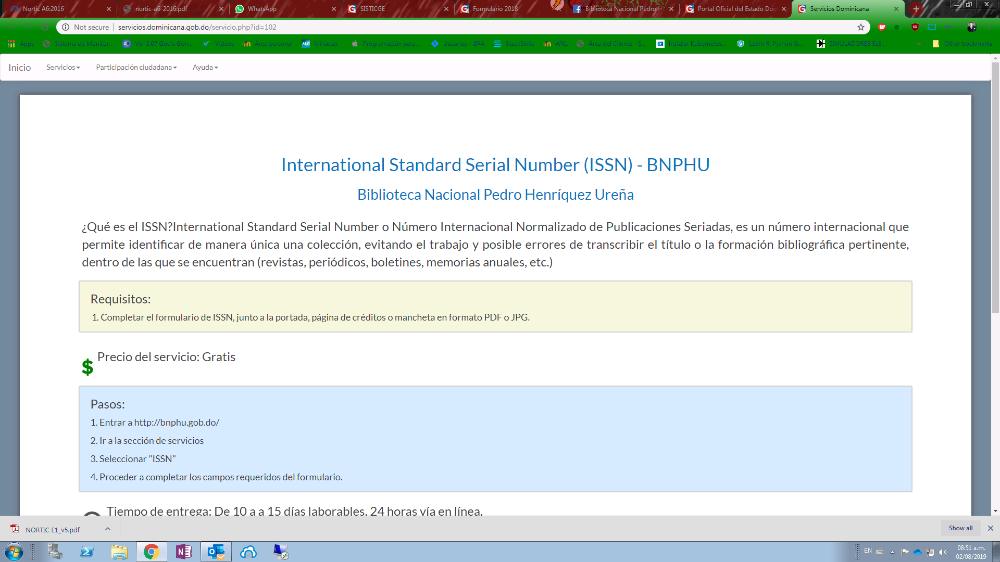 Nortic A6:2016
nortic-a6-2016.pdf
WhatsApp
SISTICGE
Formulario 2018
Biblioteca Nacional Pedro H
Portal Oficial del Estado Dom
Servicios Dominicana
Not secure
servicios.dominicana.gob.do/servicio.php?id=102
Apps
Sistema de Monitor...
Ver 5.07 God's Gon...
Videos
Área personal
Miríadax -
Programación para...
Usuarios - JIRA
StackSkills
WKL
Área del Cliente - S...
Instalar Kubernetes...
Learn R, Python &...
SIMULADORES ELE...
»
Other bookmarks
Inicio
Servicios
Participación ciudadana
Ayuda
International Standard Serial Number (ISSN) - BNPHU
Biblioteca Nacional Pedro Henríquez Ureña
¿Qué es el ISSN?International Standard Serial Number o Número Internacional Normalizado de Publicaciones Seriadas, es un número internacional que
permite identificar de manera única una colección, evitando el trabajo y posible errores de transcribir el título o la formación bibliográfica pertinente,
dentro de las que se encuentran (revistas, periódicos, boletines, memorias anuales, etc.)
Requisitos:
1. Completar el formulario de ISSN, junto a la portada, página de créditos o mancheta en formato PDF o JPG.
$ Precio del servicio: Gratis
Pasos:
1. Entrar a http://bnphu.gob.do/
2. Ir a la sección de servicios
3. Seleccionar "ISSN"
4. Proceder a completar los campos requeridos del formulario.
Tiempo de entrega: De 10 a a 15 días laborables. 24 horas vía en línea.
NORTIC E1_v5.pdf
Show all
EN
08:51 a.m.
02/08/2019